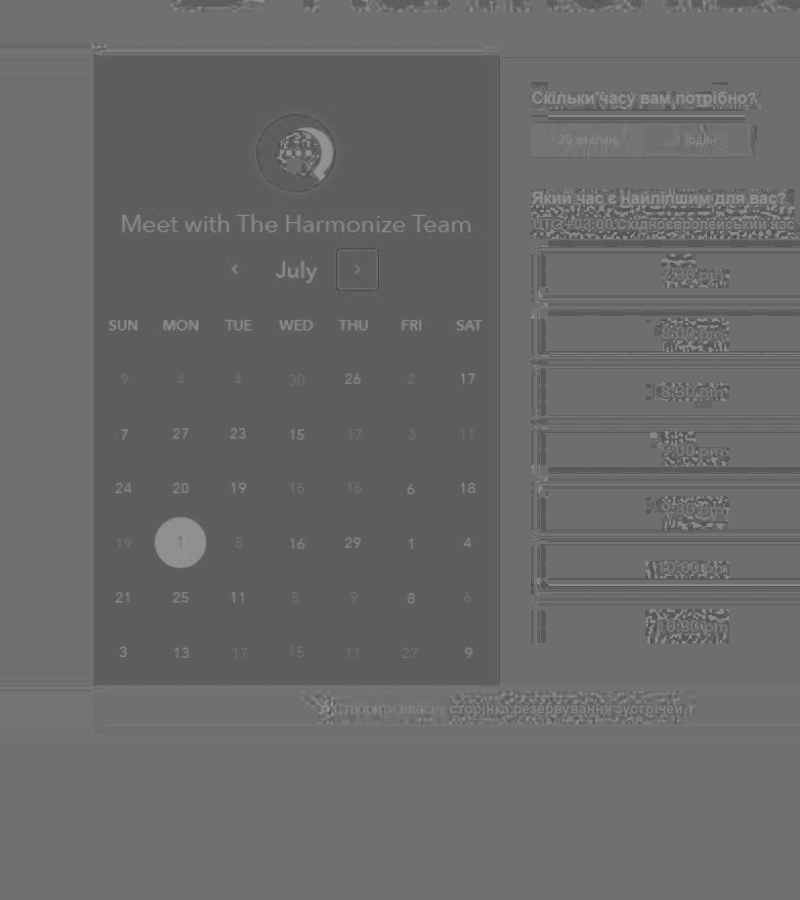 Meet with The Harmonize Team
July
SUN MON TUE WED THU FRI SAT
9 4 4 30 26 2 17
7 27 23 15 17 3 11
24 20 19 16 16 6 18
19 1 8 16 29 1 4
21 25 11 5 9 8 6
3 13 17 15 11 27 9
Скільки часу вам потрібно?
30 хвилин 1 годин
Який час є найліпшим для вас?
UTC+03:00 Східноєвропейський час
7:30 pm
8:00 pm
8:30 pm
9:00 pm
9:30 pm
10:00 pm
10:30 pm
Створити власну сторінка резервування зустрічей